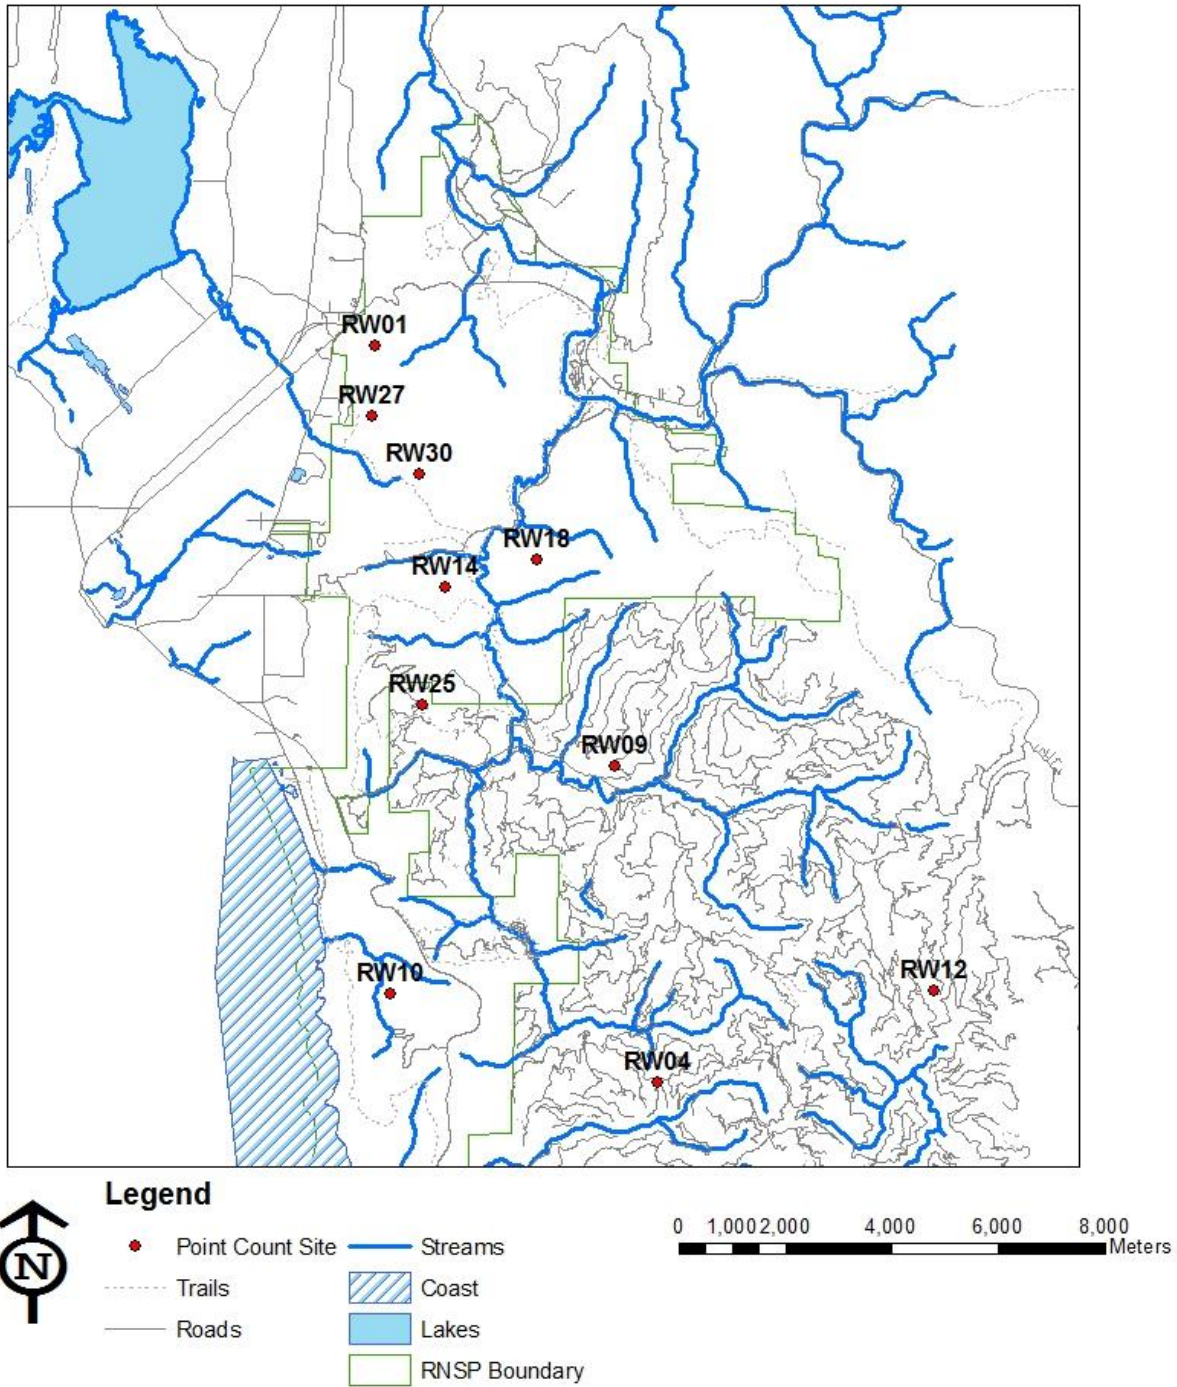 RW01
RW27
RW30
RW18
RW14
RW25
RW09
RW10
RW12
RW04
Legend
Point Count Site
Streams
Trails
Coast
Roads
Lakes
RNSP Boundary
N
0 1,000 2,000 4,000 6,000 8,000
Meters